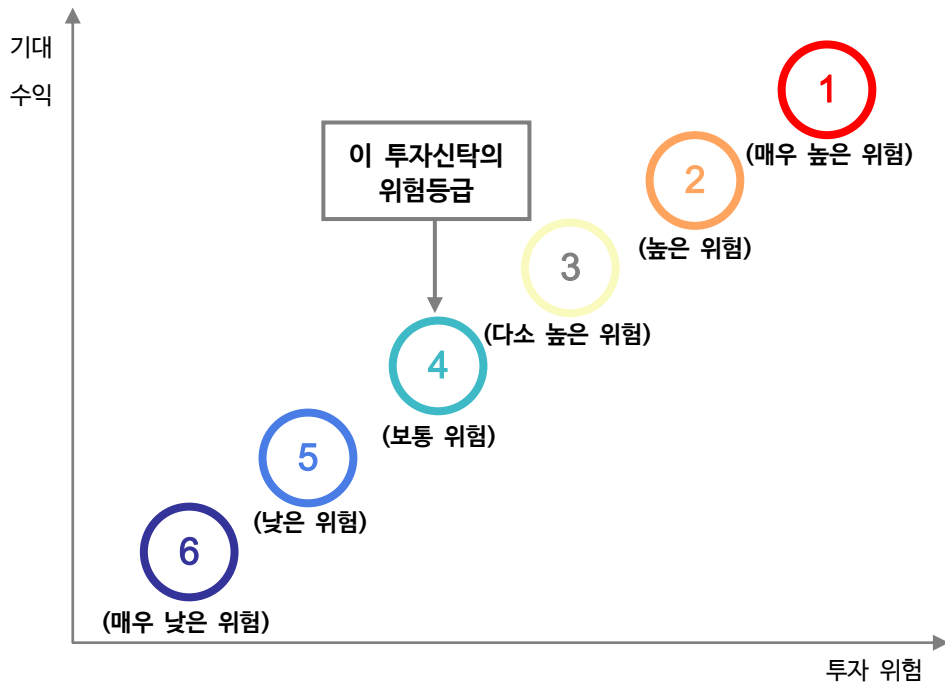 기대
수익
1
(매우 높은 위험)
이 투자신탁의
위험등급
2
(높은 위험)
3
(다소 높은 위험)
4
(보통 위험)
5
(낮은 위험)
6
(매우 낮은 위험)
투자 위험